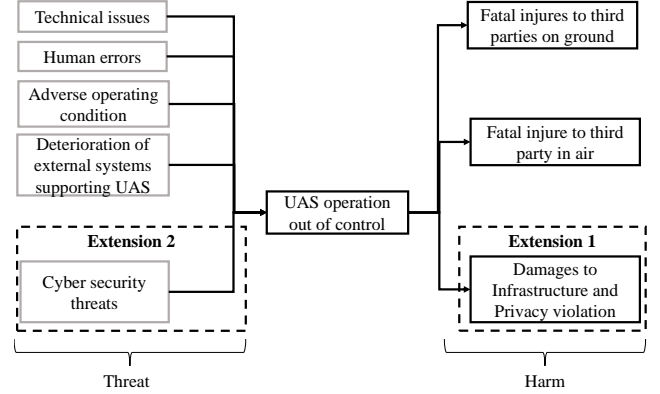 Technical issues
Human errors
Adverse operating
condition
Deterioration of
external systems
supporting UAS
Extension 2
Cyber security
threats
Threat
UAS operation
out of control
Fatal injures to third
parties on ground
Fatal injure to third
party in air
Extension 1
Damages to
Infrastructure and
Privacy violation
Harm